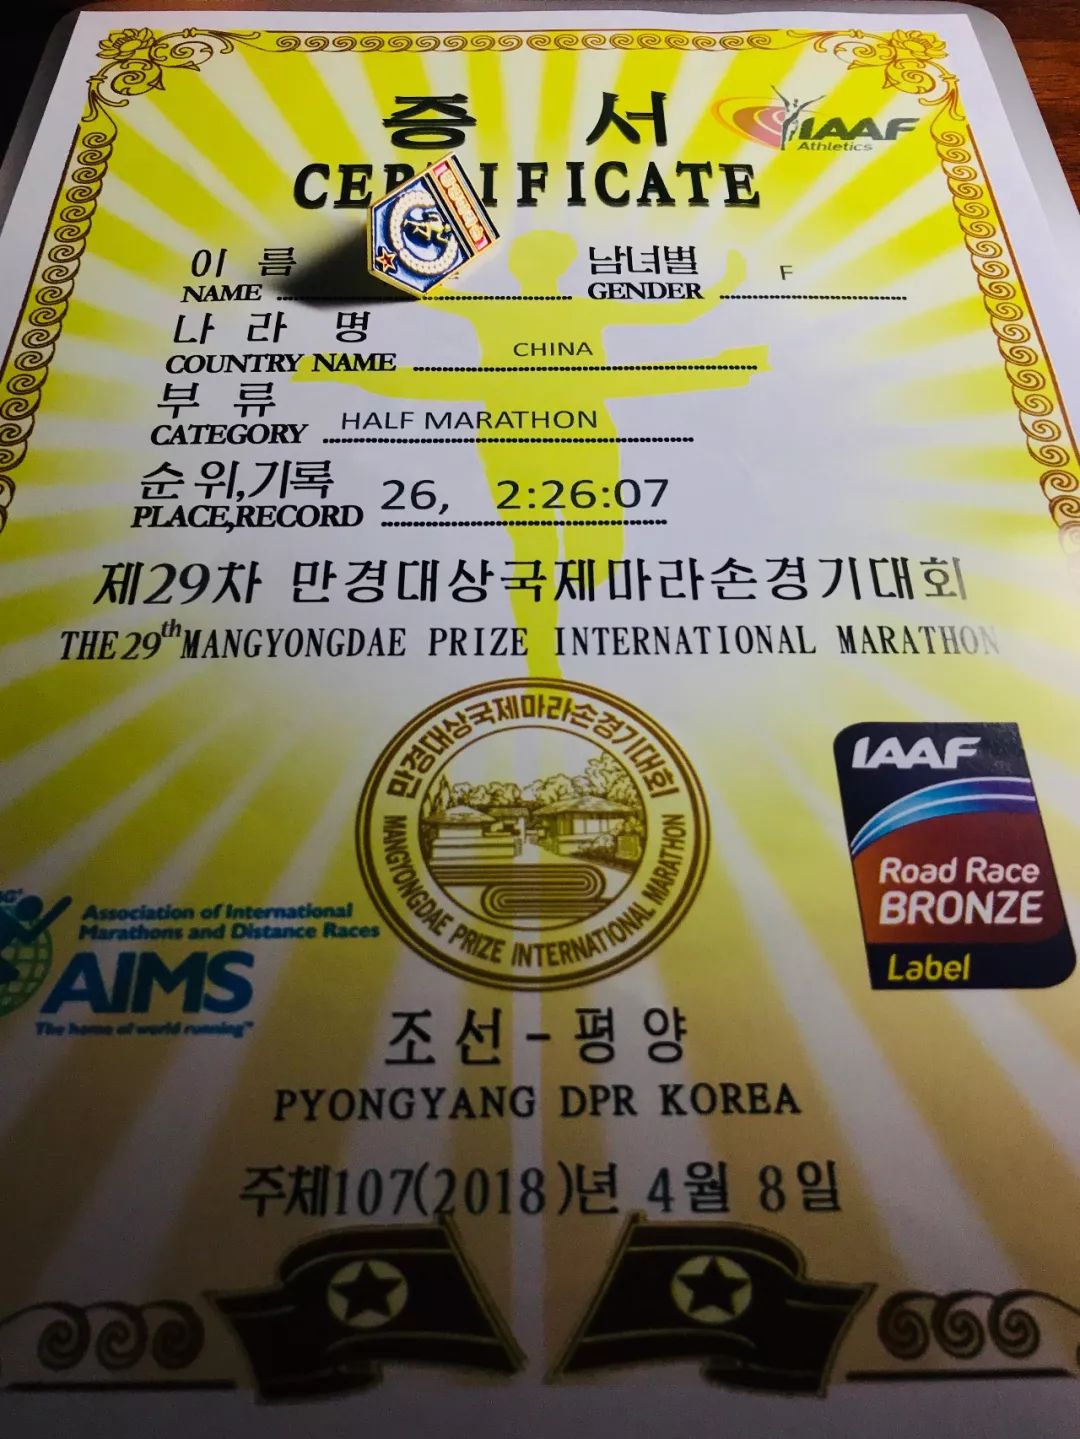 증 서
IAAF
Athletics
CERTIFICATE
이 름 남녀별 F
NAME GENDER
나 라 명
COUNTRY NAME CHINA
부 류
CATEGORY HALF MARATHON
순위,기록 26, 2:26:07
PLACE,RECORD
제29차 만경대상국제마라손경기대회
THE 29th MANGYONGDAE PRIZE INTERNATIONAL MARATHON
만경대상국제마라손경기대회
MANGYONGDAE PRIZE INTERNATIONAL MARATHON
IAAF
Road Race
BRONZE
Label
Association of International
Marathons and Distance Races
AIMS
The home of world running
조선-평양
PYONGYANG DPR KOREA
주체107(2018)년 4월 8일